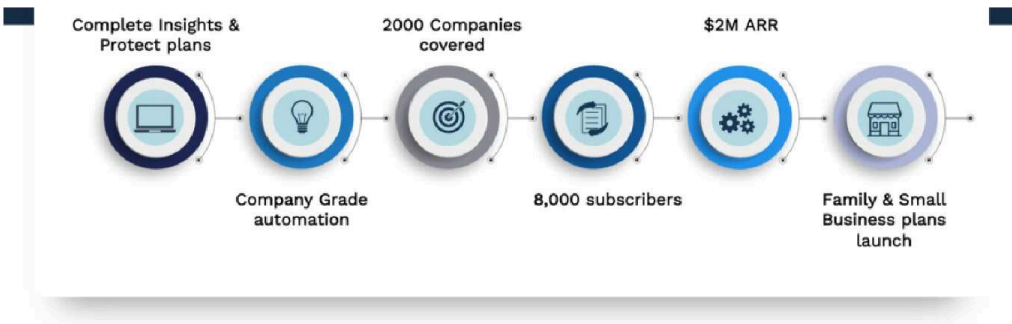 Complete Insights &
Protect plans
Company Grade
automation
2000 Companies
covered
8,000 subscribers
$2M ARR
Family & Small
Business plans
launch